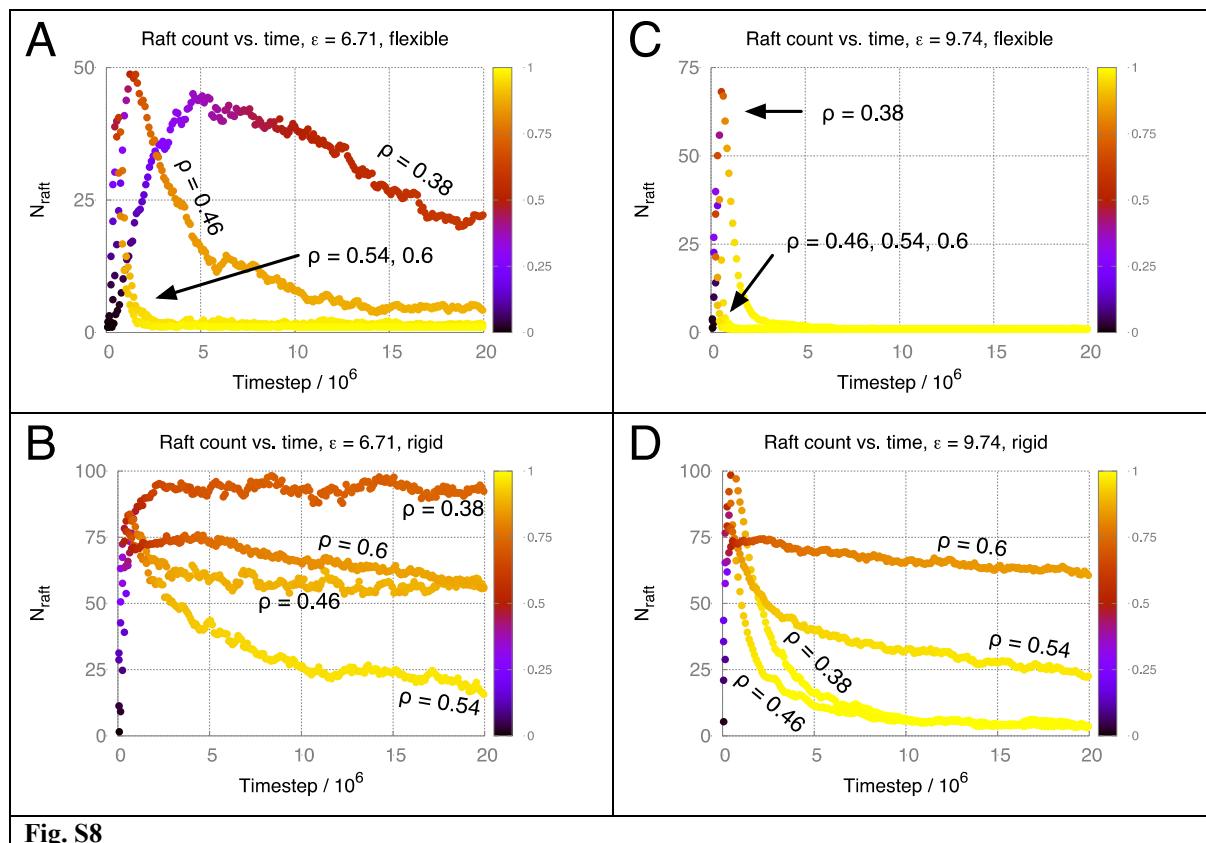 A
Raft count vs. time, ε = 6.71, flexible
50
25
0
N_raft
0 5 10 15 20
Timestep / 10^6
1
0.75
0.5
0.25
0
ρ = 0.46
ρ = 0.38
ρ = 0.54, 0.6
C
Raft count vs. time, ε = 9.74, flexible
75
50
25
0
N_raft
0 5 10 15 20
Timestep / 10^6
1
0.75
0.5
0.25
0
ρ = 0.38
ρ = 0.46, 0.54, 0.6
B
Raft count vs. time, ε = 6.71, rigid
100
75
50
25
0
N_raft
0 5 10 15 20
Timestep / 10^6
1
0.75
0.5
0.25
0
ρ = 0.38
ρ = 0.6
ρ = 0.46
ρ = 0.54
D
Raft count vs. time, ε = 9.74, rigid
100
75
50
25
0
N_raft
0 5 10 15 20
Timestep / 10^6
1
0.75
0.5
0.25
0
ρ = 0.6
ρ = 0.54
ρ = 0.38
ρ = 0.46
Fig. S8